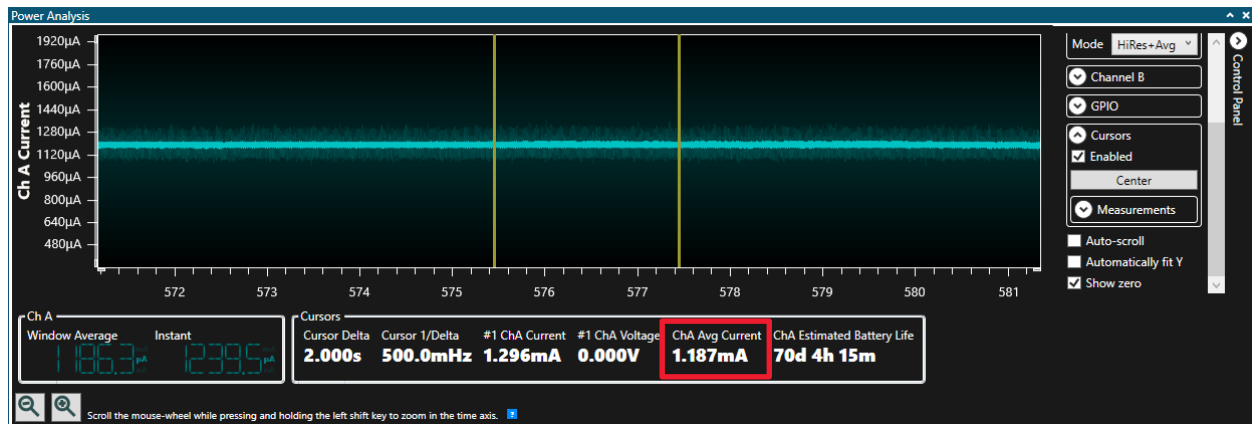 Power Analysis
Ch A Current
1920µA
1760µA
1600µA
1440µA
1280µA
1120µA
960µA
800µA
640µA
480µA
572 573 574 575 576 577 578 579 580 581
Mode HiRes+Avg
Channel B
GPIO
Cursors
Enabled
Center
Measurements
Auto-scroll
Automatically fit Y
Show zero
Control Panel
Ch A
Window Average Instant
1186.3 µA 1239.5 µA
Cursors
Cursor Delta Cursor 1/Delta #1 ChA Current #1 ChA Voltage ChA Avg Current ChA Estimated Battery Life
2.000s 500.0mHz 1.296mA 0.000V 1.187mA 70d 4h 15m
Scroll the mouse-wheel while pressing and holding the left shift key to zoom in the time axis. ?